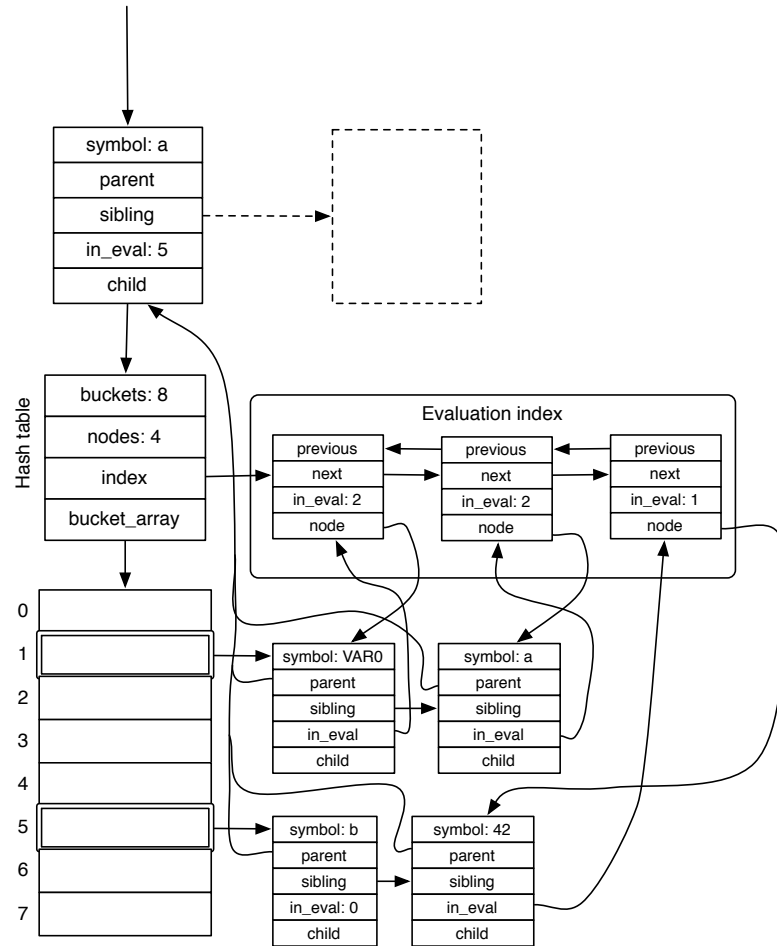 symbol: a
parent
sibling
in_eval: 5
child
Hash table
buckets: 8
nodes: 4
index
bucket_array
Evaluation index
previous
next
in_eval: 2
node
previous
next
in_eval: 2
node
previous
next
in_eval: 1
node
0
1
2
3
4
5
6
7
symbol: VAR0
parent
sibling
in_eval
child
symbol: a
parent
sibling
in_eval
child
symbol: b
parent
sibling
in_eval: 0
child
symbol: 42
parent
sibling
in_eval
child